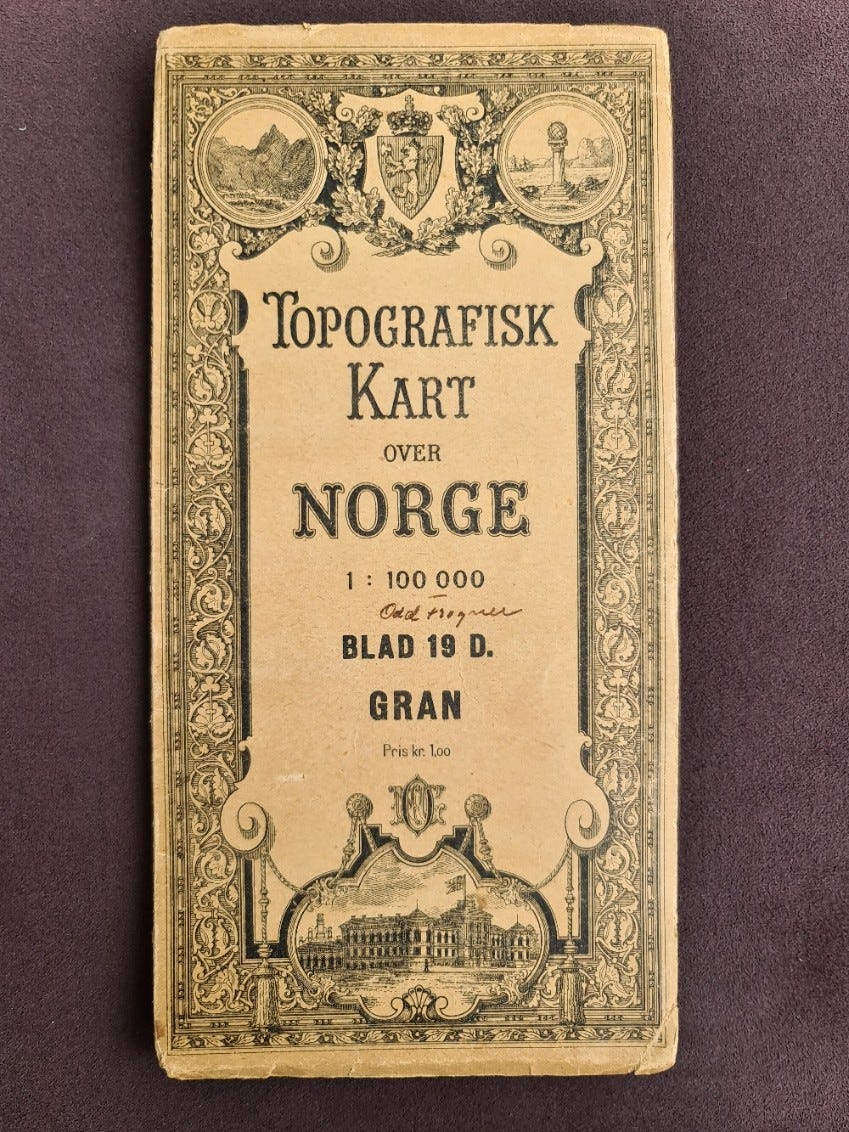 TOPOGRAFISK
KART
OVER
NORGE
1 : 100 000
Odd Frogner
BLAD 19 D.
GRAN
Pris kr. 1,00